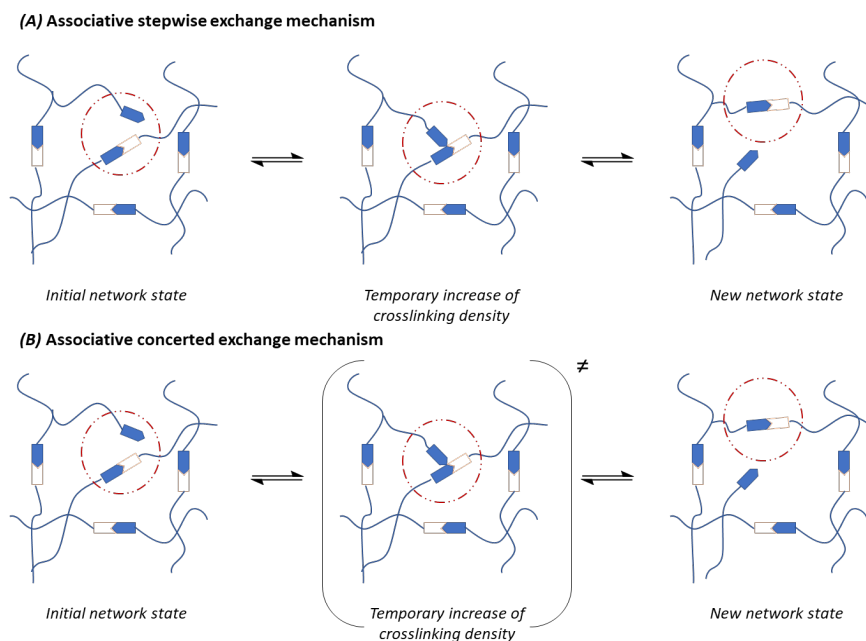 (A) Associative stepwise exchange mechanism
Initial network state
Temporary increase of
crosslinking density
New network state
(B) Associative concerted exchange mechanism
≠
Initial network state
Temporary increase of
crosslinking density
New network state